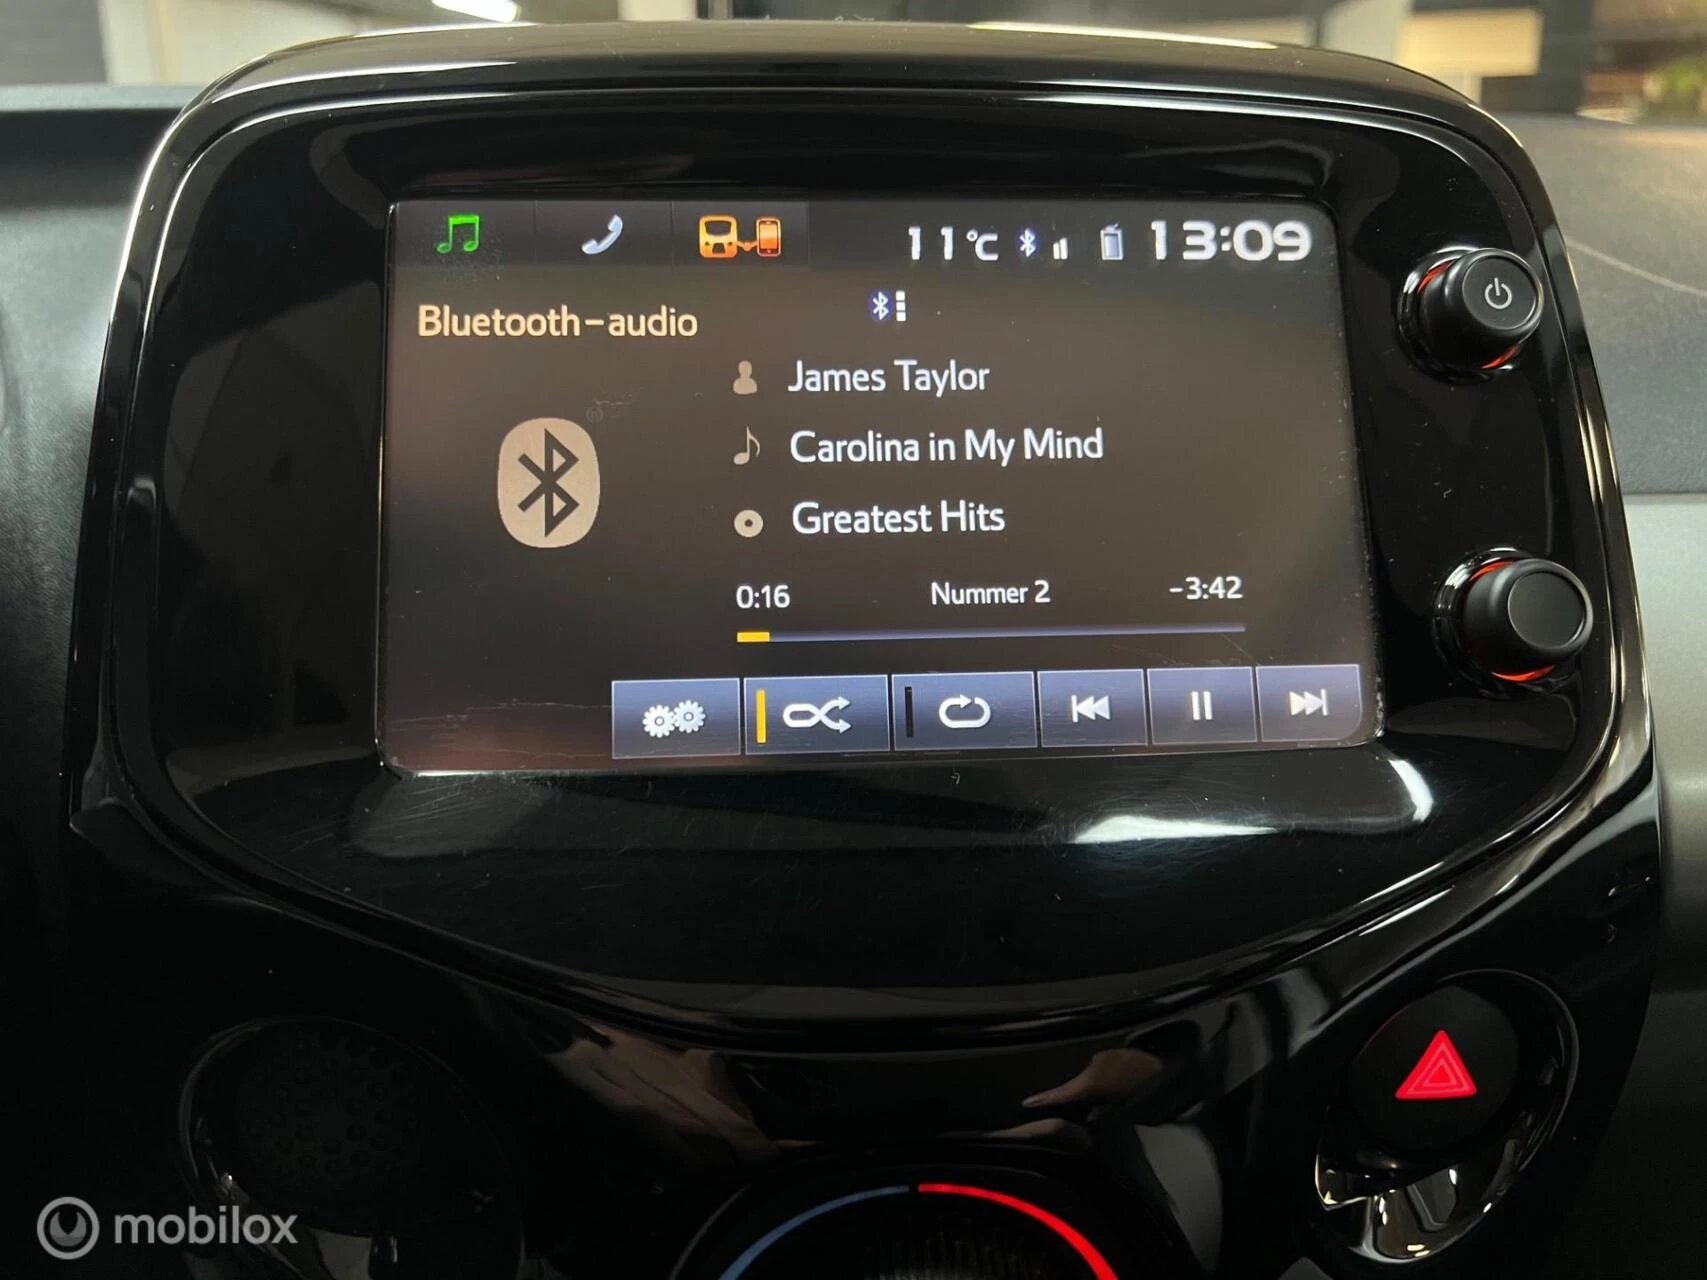 11°C 13:09
Bluetooth-audio
James Taylor
Carolina in My Mind
Greatest Hits
0:16 Nummer 2 -3:42
mobilox